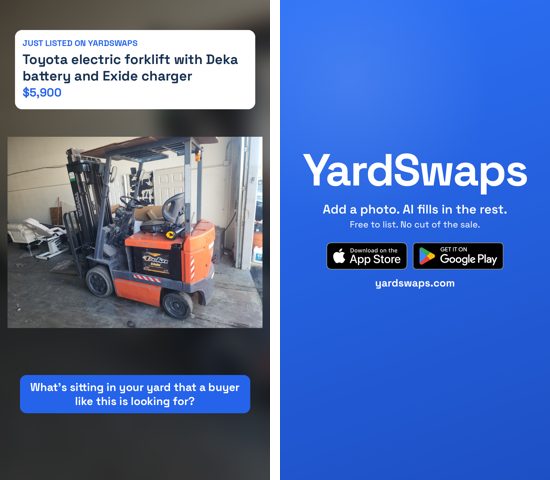 JUST LISTED ON YARDSWAPS
Toyota electric forklift with Deka
battery and Exide charger
$5,900
Deka
What's sitting in your yard that a buyer
like this is looking for?
YardSwaps
Add a photo. AI fills in the rest.
Free to list. No cut of the sale.
Download on the
App Store
GET IT ON
Google Play
yardswaps.com